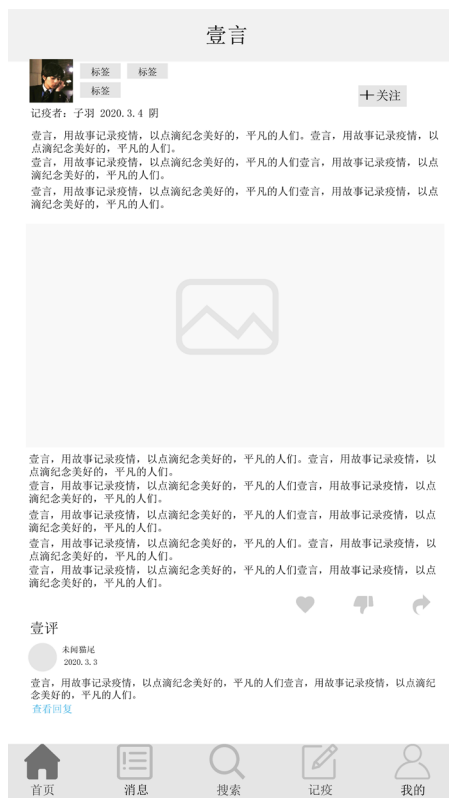 壹言
标签 标签
标签
+关注
记疫者：子羽 2020.3.4 阴
壹言，用故事记录疫情，以点滴纪念美好的，平凡的人们。壹言，用故事记录疫情，以
点滴纪念美好的，平凡的人们。
壹言，用故事记录疫情，以点滴纪念美好的，平凡的人们壹言，用故事记录疫情，以点
滴纪念美好的，平凡的人们。
壹言，用故事记录疫情，以点滴纪念美好的，平凡的人们壹言，用故事记录疫情，以点
滴纪念美好的，平凡的人们。
壹言，用故事记录疫情，以点滴纪念美好的，平凡的人们。壹言，用故事记录疫情，以
点滴纪念美好的，平凡的人们。
壹言，用故事记录疫情，以点滴纪念美好的，平凡的人们壹言，用故事记录疫情，以点
滴纪念美好的，平凡的人们。
壹言，用故事记录疫情，以点滴纪念美好的，平凡的人们壹言，用故事记录疫情，以点
滴纪念美好的，平凡的人们。
壹言，用故事记录疫情，以点滴纪念美好的，平凡的人们。壹言，用故事记录疫情，以
点滴纪念美好的，平凡的人们。
壹言，用故事记录疫情，以点滴纪念美好的，平凡的人们壹言，用故事记录疫情，以点
滴纪念美好的，平凡的人们。
壹评
未闻猫尾
2020.3.3
壹言，用故事记录疫情，以点滴纪念美好的，平凡的人们壹言，用故事记录疫情，以点滴纪
念美好的，平凡的人们。
查看回复
首页 消息 搜索 记疫 我的